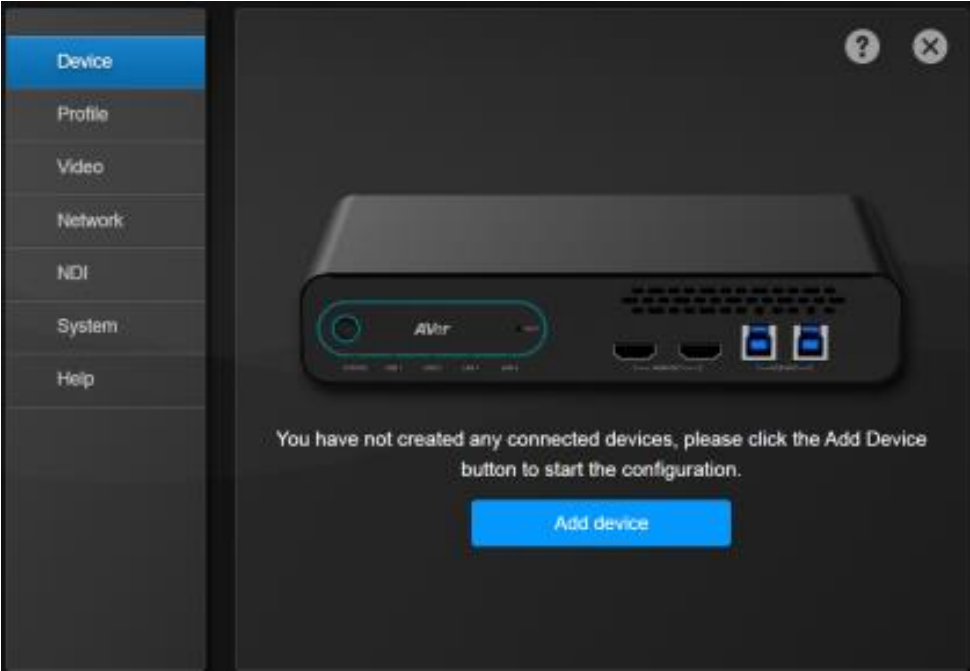 Device
Profile
Video
Network
NDI
System
Help
?
AVer
You have not created any connected devices, please click the Add Device
button to start the configuration.
Add device